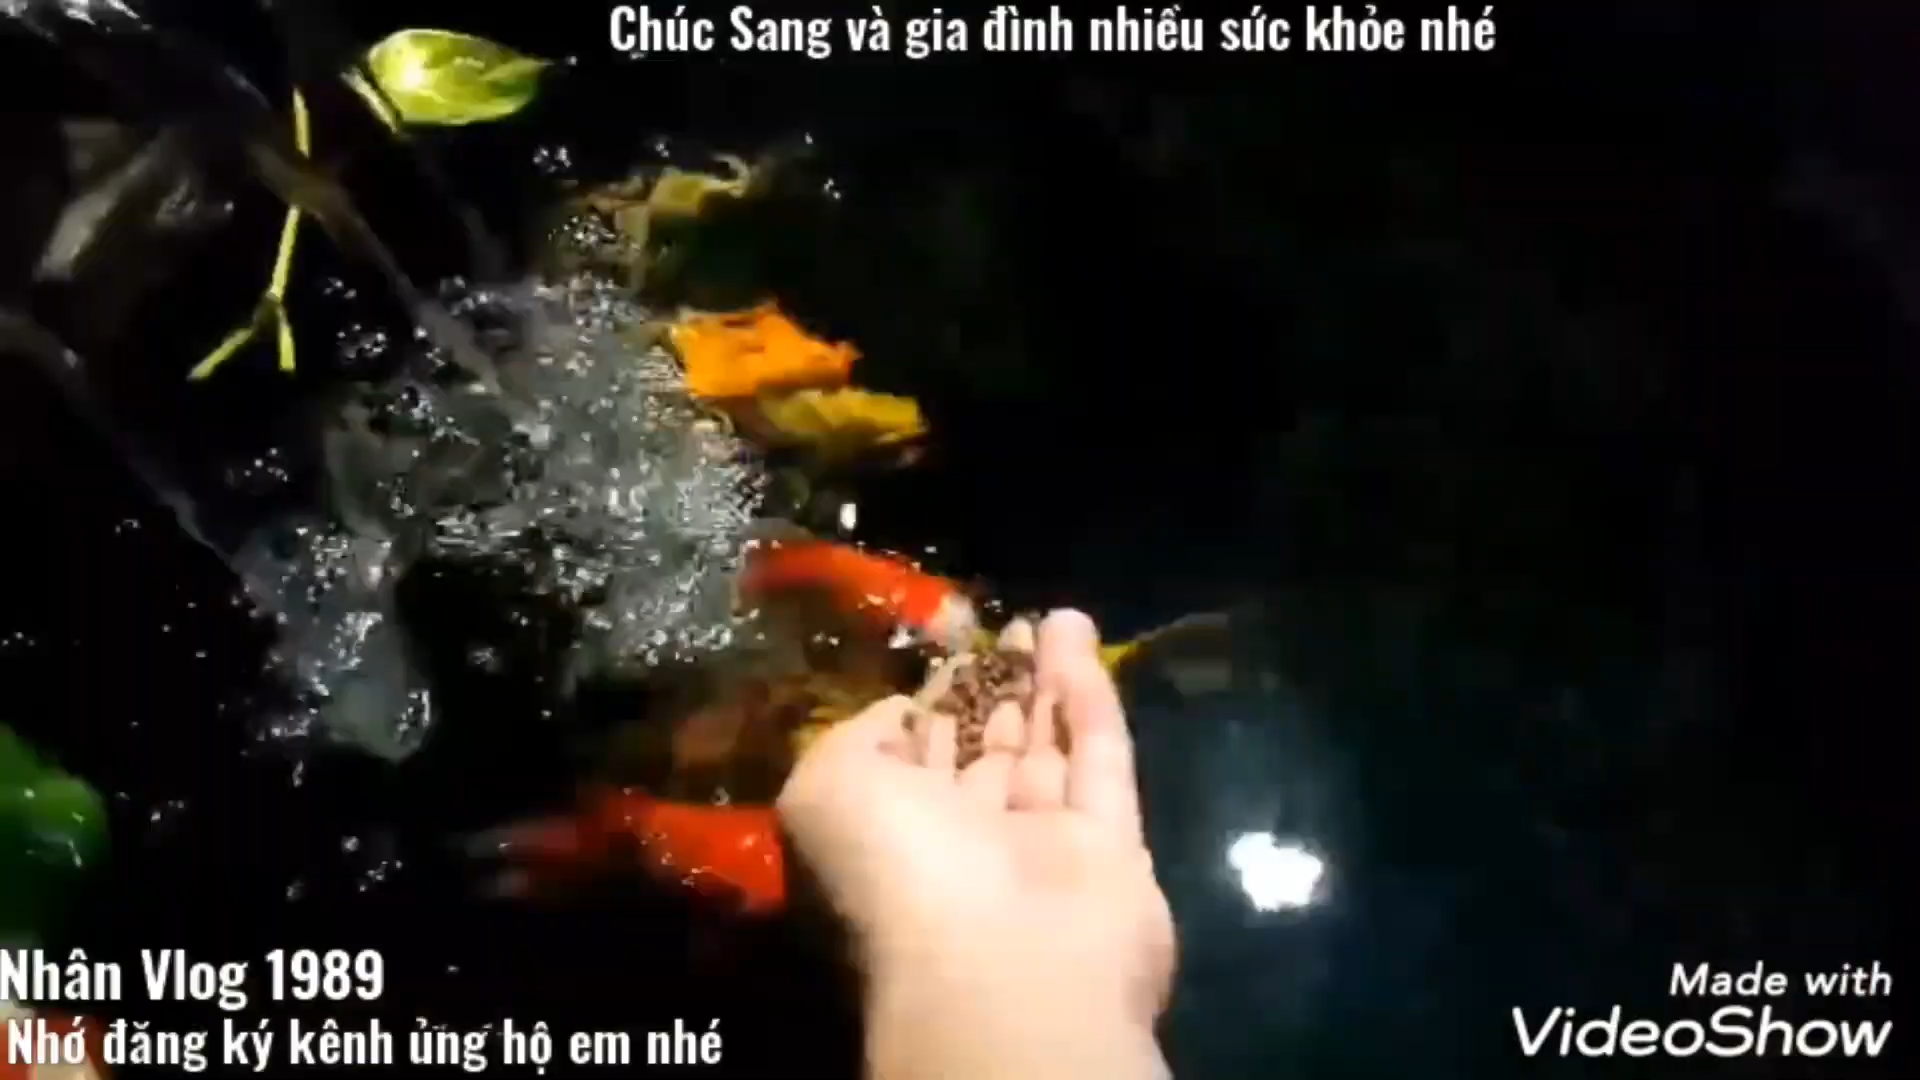 Chúc Sang và gia đình nhiều sức khỏe nhé
Nhân Vlog 1989
Nhớ đăng ký kênh ủng hộ em nhé
Made with
VideoShow